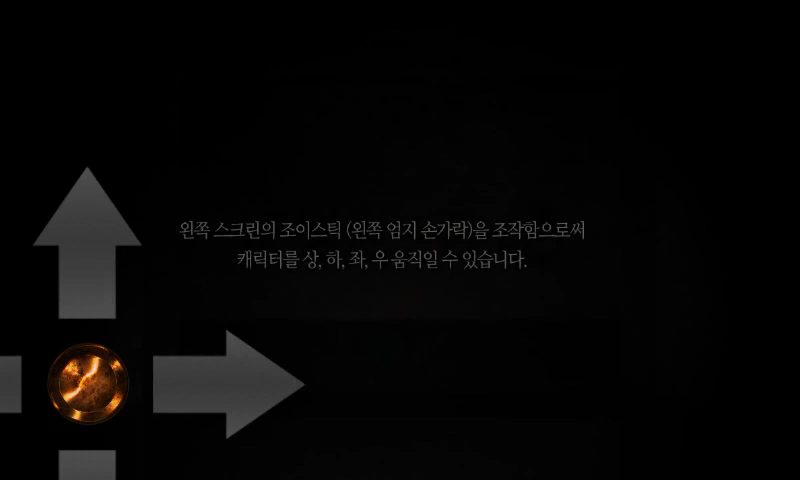 왼쪽 스크린의 조이스틱 (왼쪽 엄지 손가락)을 조작함으로써
캐릭터를 상, 하, 좌, 우 움직일 수 있습니다.